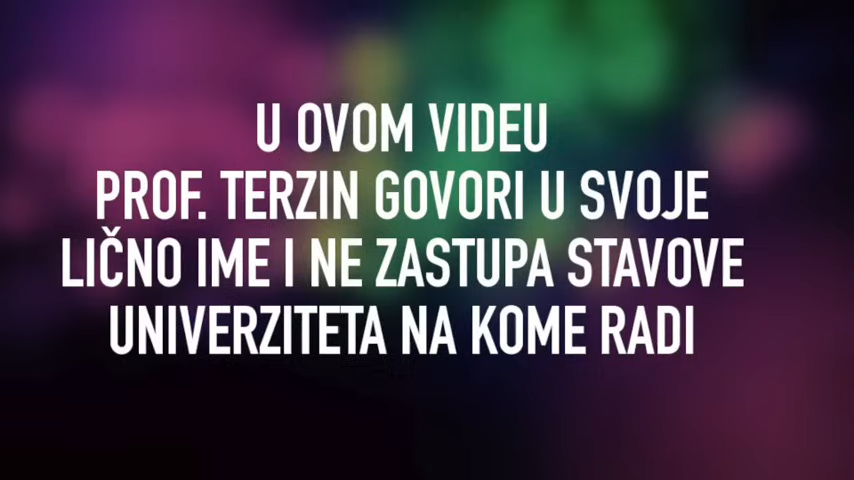 U OVOM VIDEU
PROF. TERZIN GOVORI U SVOJE
LIČNO IME I NE ZASTUPA STAVOVE
UNIVERZITETA NA KOME RADI